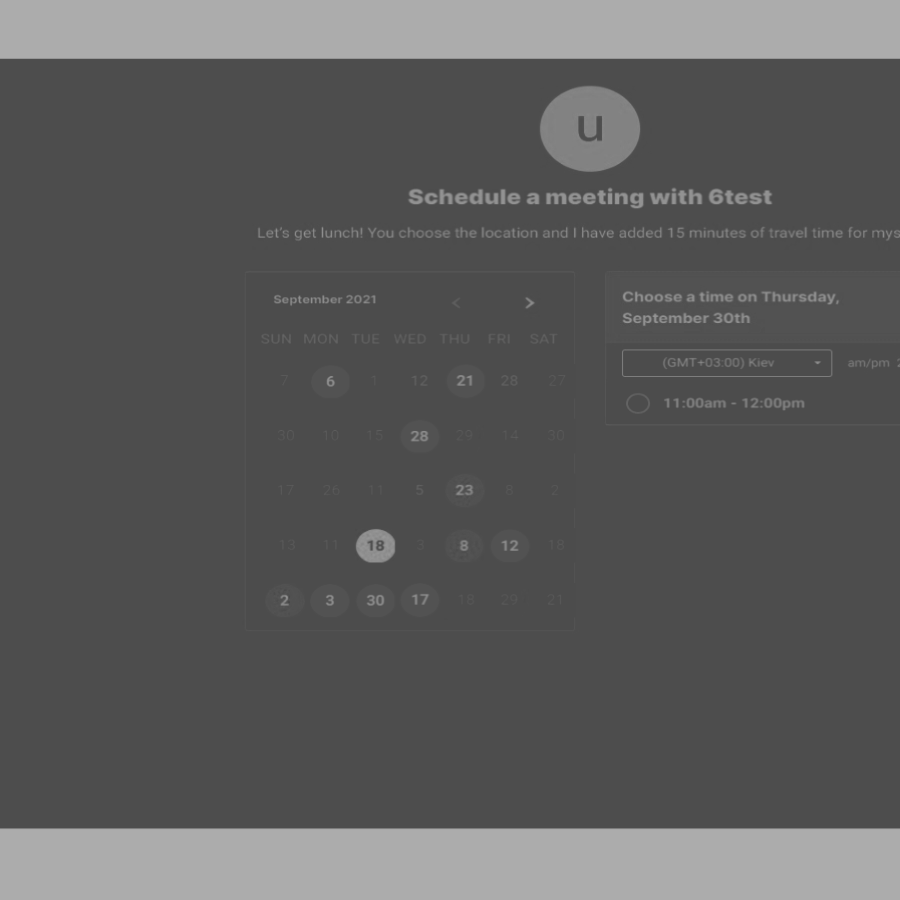 u
Schedule a meeting with 6test
Let's get lunch! You choose the location and I have added 15 minutes of travel time for mys
September 2021 < >
SUN MON TUE WED THU FRI SAT
7 6 1 12 21 28 27
30 10 15 28 29 14 30
17 26 11 5 23 8 2
13 11 18 3 8 12 18
2 3 30 17 18 29 21
Choose a time on Thursday,
September 30th
(GMT+03:00) Kiev am/pm
11:00am - 12:00pm